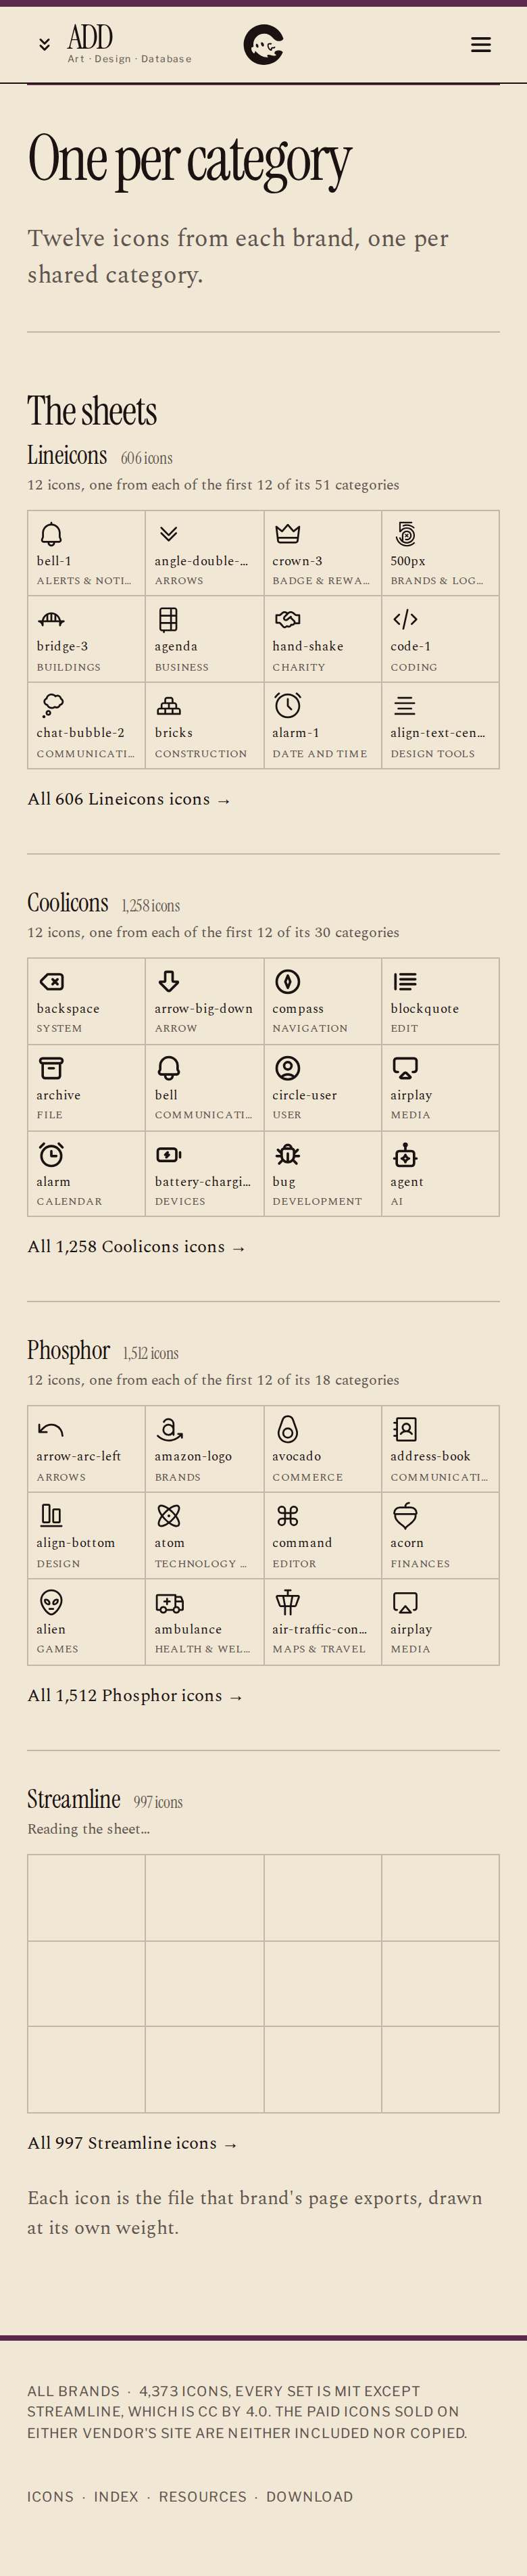 ADD
Art · Design · Database
One per category
Twelve icons from each brand, one per
shared category.
The sheets
Lineicons 606 icons
12 icons, one from each of the first 12 of its 51 categories
bell-1 angle-double-… crown-3 500px
ALERTS & NOTI… ARROWS BADGE & REWA… BRANDS & LOG…
bridge-3 agenda hand-shake code-1
BUILDINGS BUSINESS CHARITY CODING
chat-bubble-2 bricks alarm-1 align-text-cen…
COMMUNICATI… CONSTRUCTION DATE AND TIME DESIGN TOOLS
All 606 Lineicons icons →
Coolicons 1,258 icons
12 icons, one from each of the first 12 of its 30 categories
backspace arrow-big-down compass blockquote
SYSTEM ARROW NAVIGATION EDIT
archive bell circle-user airplay
FILE COMMUNICATI… USER MEDIA
alarm battery-chargi… bug agent
CALENDAR DEVICES DEVELOPMENT AI
All 1,258 Coolicons icons →
Phosphor 1,512 icons
12 icons, one from each of the first 12 of its 18 categories
arrow-arc-left amazon-logo avocado address-book
ARROWS BRANDS COMMERCE COMMUNICATI…
align-bottom atom command acorn
DESIGN TECHNOLOGY … EDITOR FINANCES
alien ambulance air-traffic-con… airplay
GAMES HEALTH & WEL… MAPS & TRAVEL MEDIA
All 1,512 Phosphor icons →
Streamline 997 icons
Reading the sheet…
All 997 Streamline icons →
Each icon is the file that brand's page exports, drawn
at its own weight.
ALL BRANDS · 4,373 ICONS, EVERY SET IS MIT EXCEPT
STREAMLINE, WHICH IS CC BY 4.0. THE PAID ICONS SOLD ON
EITHER VENDOR'S SITE ARE NEITHER INCLUDED NOR COPIED.
ICONS · INDEX · RESOURCES · DOWNLOAD